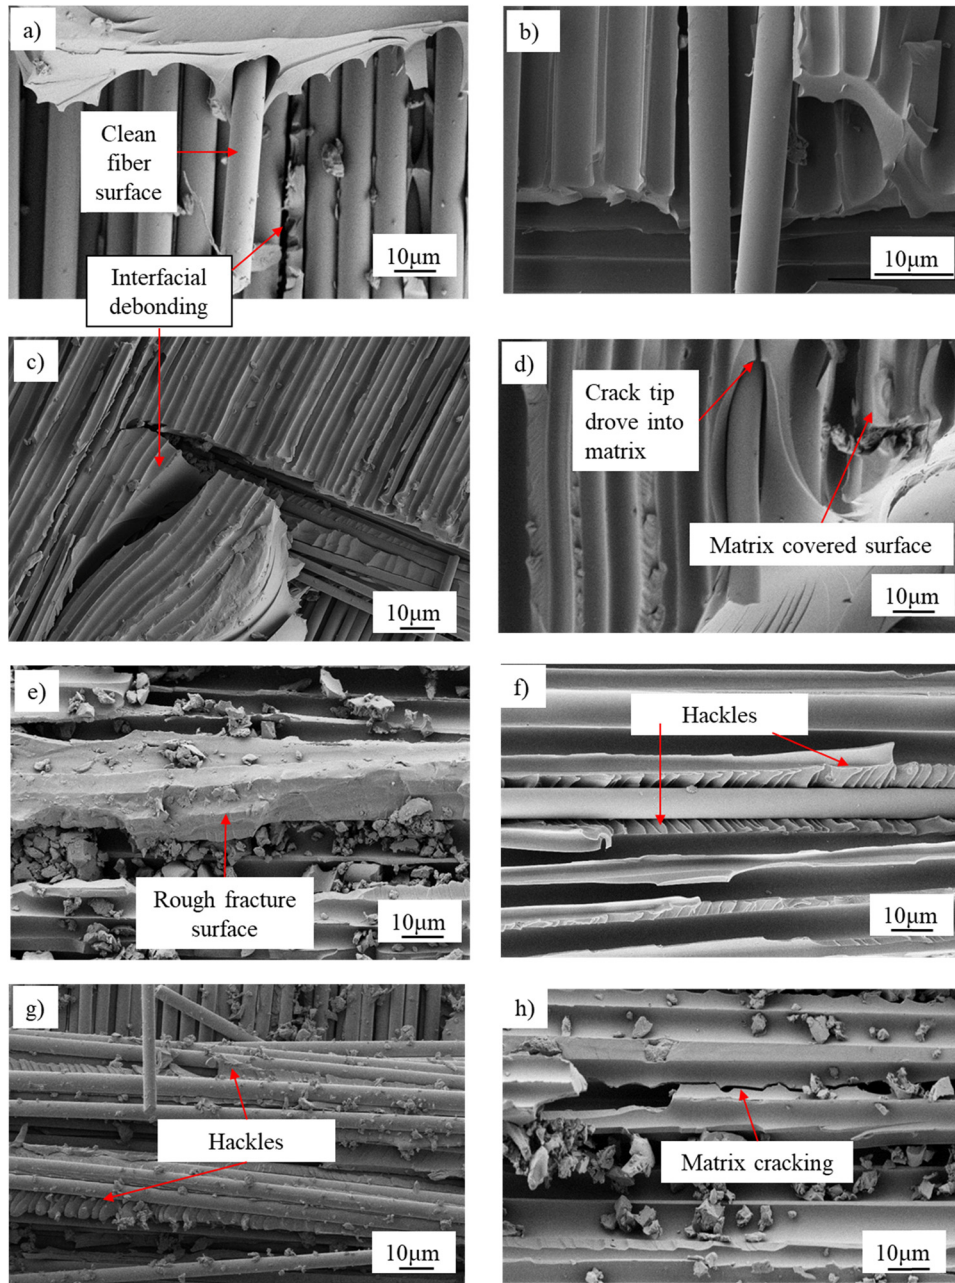 a)
Clean
fiber
surface
10μm
b)
10μm
Interfacial
debonding
c)
10μm
d)
Crack tip
drove into
matrix
Matrix covered surface
10μm
e)
Rough fracture
surface
10μm
f)
Hackles
10μm
g)
Hackles
10μm
h)
Matrix cracking
10μm